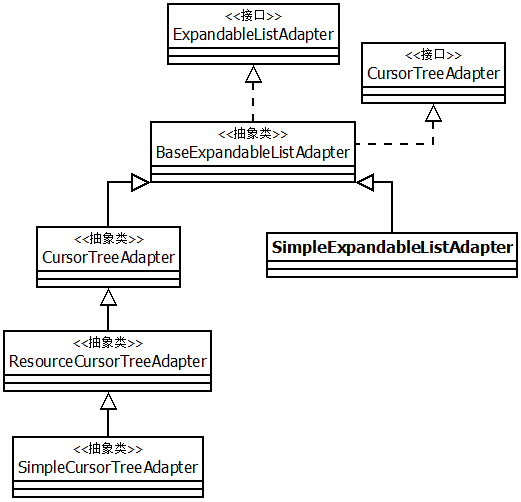 <<接口>>
ExpandableListAdapter
<<接口>>
CursorTreeAdapter
<<抽象类>>
BaseExpandableListAdapter
<<抽象类>>
CursorTreeAdapter
SimpleExpandableListAdapter
<<抽象类>>
ResourceCursorTreeAdapter
<<抽象类>>
SimpleCursorTreeAdapter